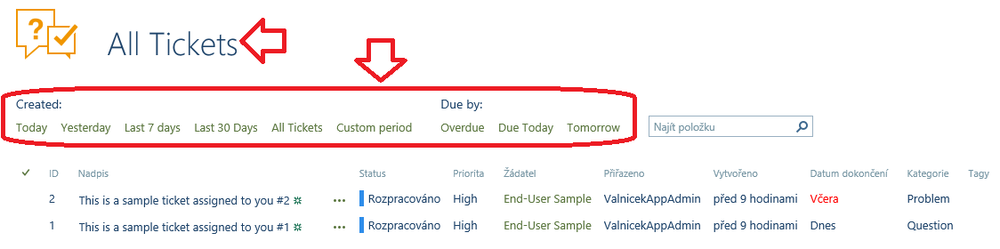 All Tickets
Created: Due by:
Today Yesterday Last 7 days Last 30 Days All Tickets Custom period Overdue Due Today Tomorrow Najít položku
ID Nadpis Status Priorita Žádatel Přiřazeno Vytvořeno Datum dokončení Kategorie Tagy
2 This is a sample ticket assigned to you #2 ... Rozpracováno High End-User Sample ValnicekAppAdmin před 9 hodinami Včera Problem
1 This is a sample ticket assigned to you #1 ... Rozpracováno High End-User Sample ValnicekAppAdmin před 9 hodinami Dnes Question